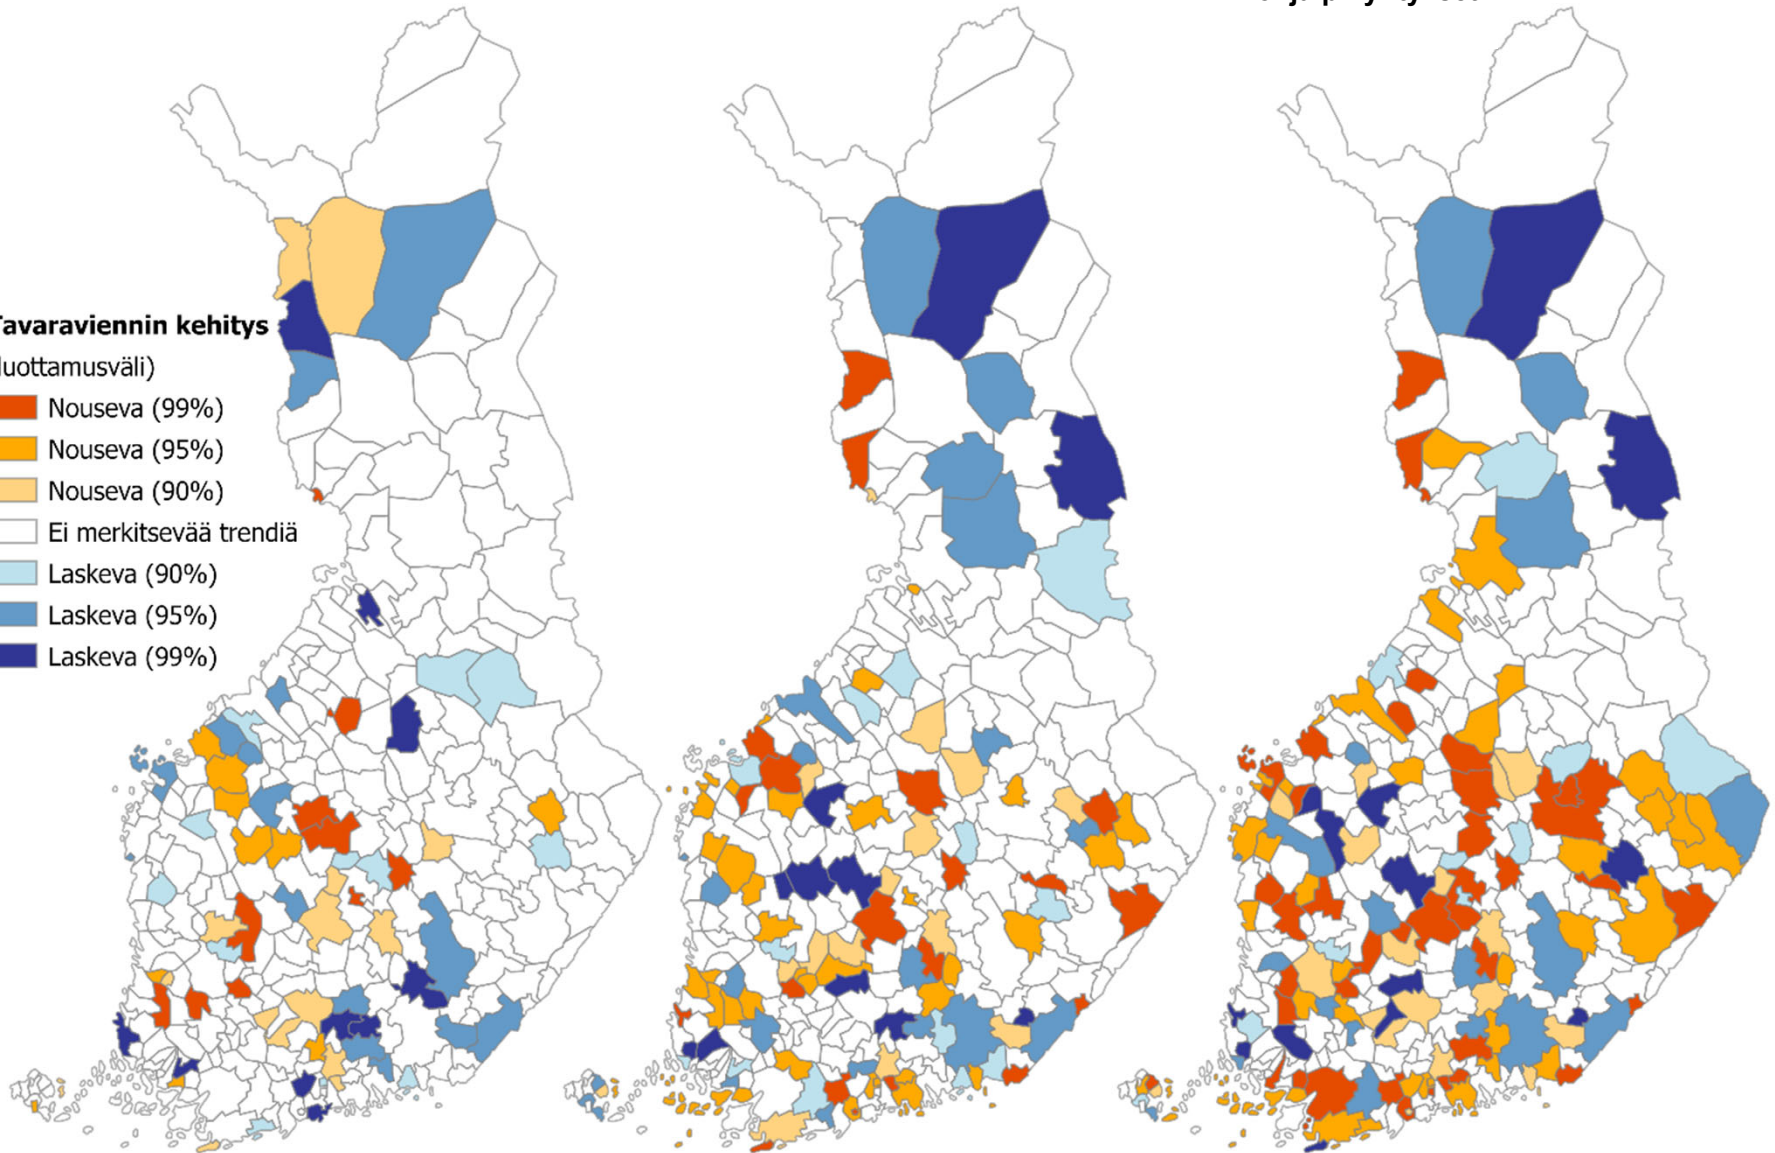 Tavaraviennin kehitys
luottamusväli)
Nouseva (99%)
Nouseva (95%)
Nouseva (90%)
Ei merkitsevää trendiä
Laskeva (90%)
Laskeva (95%)
Laskeva (99%)